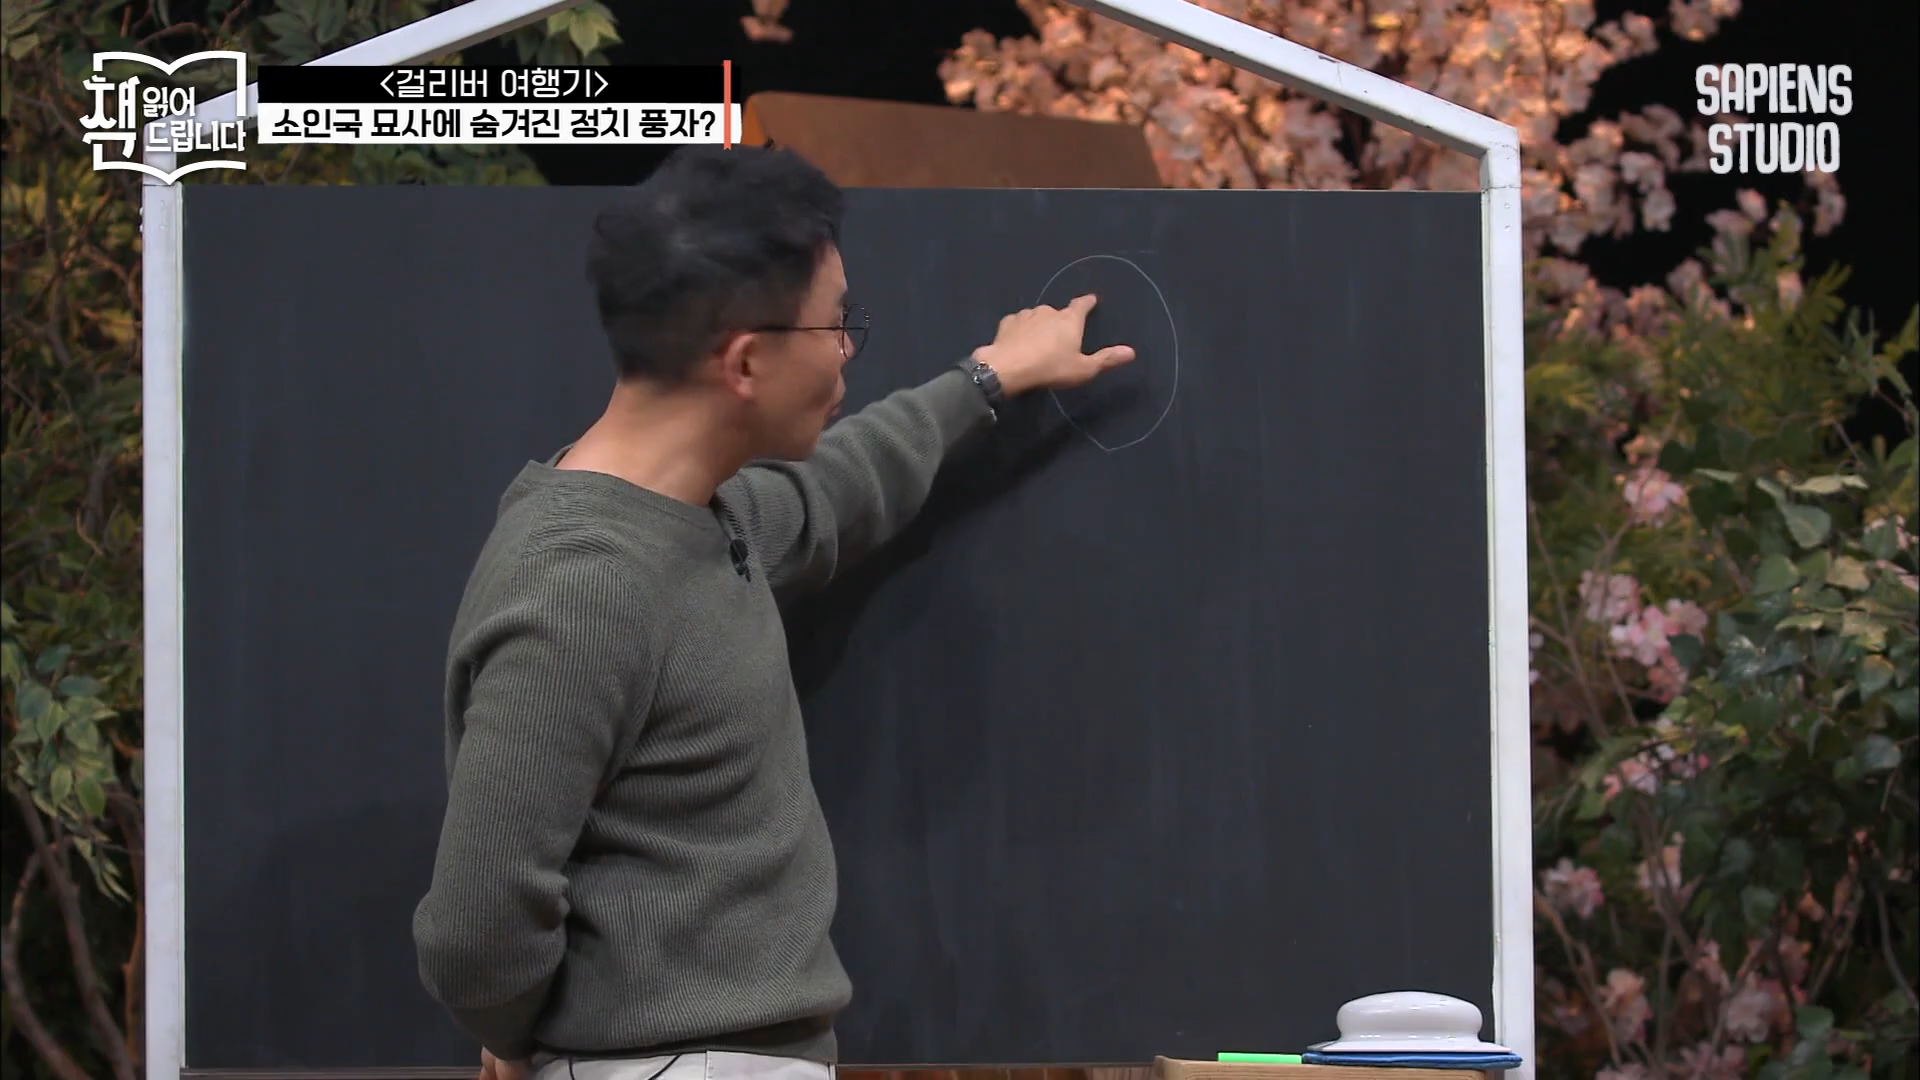 책 읽어
드립니다
<걸리버 여행기>
소인국 묘사에 숨겨진 정치 풍자?
SAPIENS
STUDIO